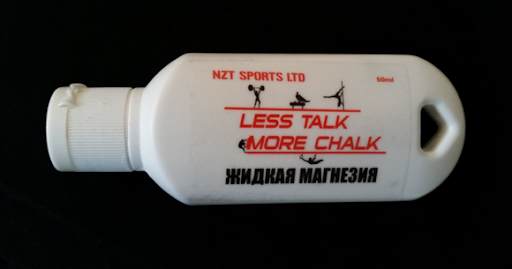 NZT SPORTS LTD
50ml
LESS TALK
MORE CHALK
ЖИДКАЯ МАГНЕЗИЯ